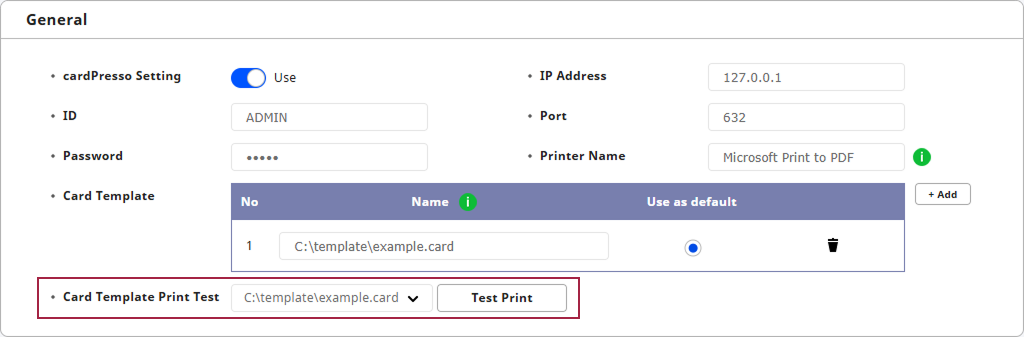 General
cardPresso Setting
Use
IP Address
127.0.0.1
ID
ADMIN
Port
632
Password
•••••
Printer Name
Microsoft Print to PDF
i
Card Template
No
Name
i
Use as default
+ Add
1
C:\template\example.card
Card Template Print Test
C:\template\example.card
Test Print